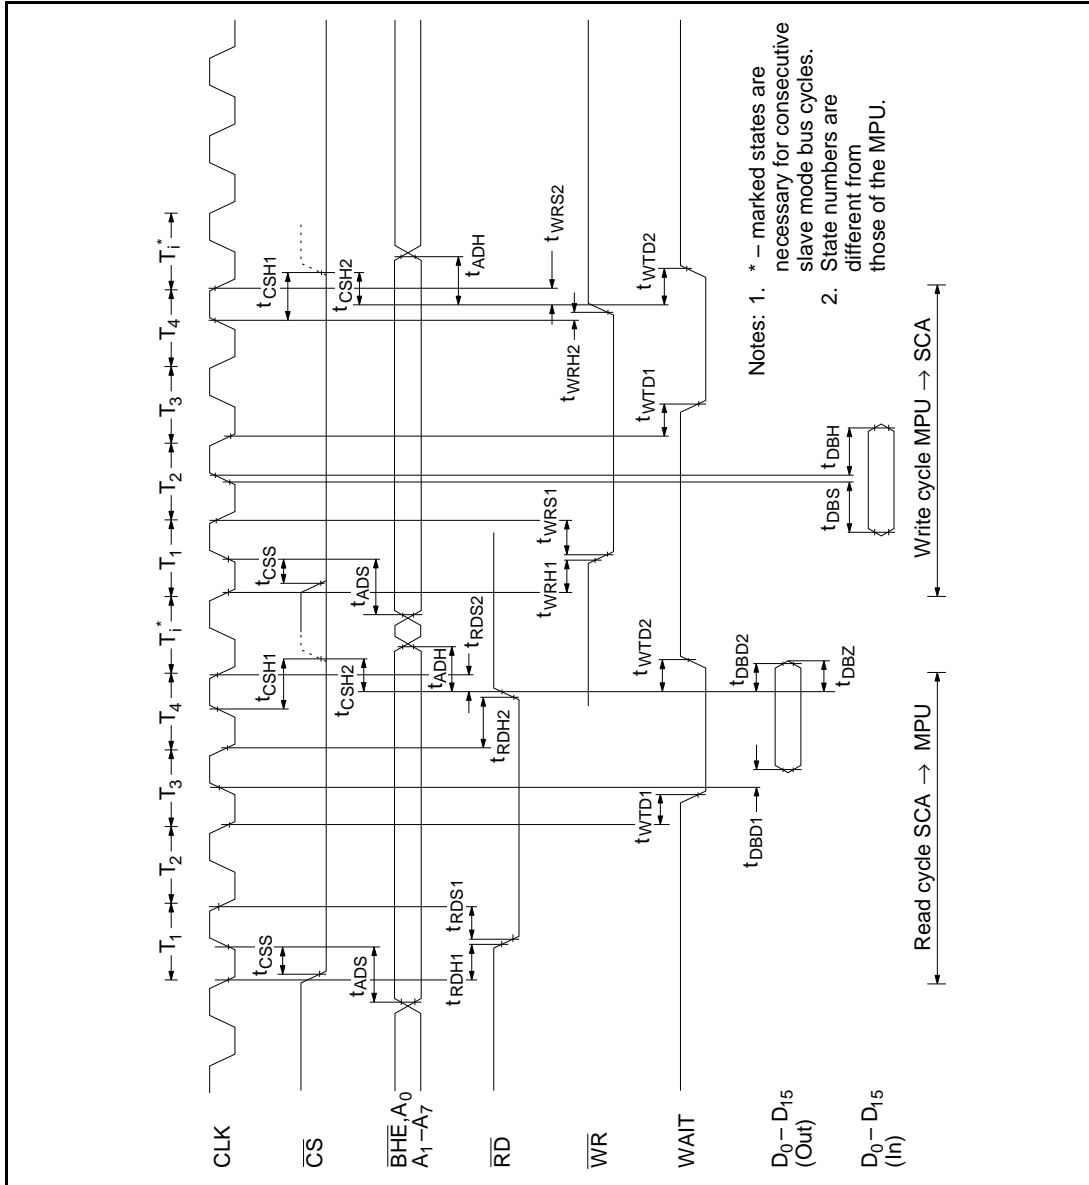 T1
T2
T3
T4
Ti*
T1
T2
T3
T4
Ti*
CLK
tCSS
tCSH1
tCSH2
tCSS
tCSH1
tCSH2
CS
tADS
tADH
tADS
tADH
BHE, A0
A1 – A7
tRDH1
tRDS1
tRDH2
tRDS2
RD
tWRH1
tWRS1
tWRH2
tWRS2
WR
tWTD1
tWTD2
tWTD1
tWTD2
WAIT
tDBD1
tDBD2
tDBZ
D0 – D15
(Out)
tDBS
tDBH
D0 – D15
(In)
Read cycle SCA → MPU
Write cycle MPU → SCA
Notes: 1. * – marked states are
necessary for consecutive
slave mode bus cycles.
2. State numbers are
different from
those of the MPU.